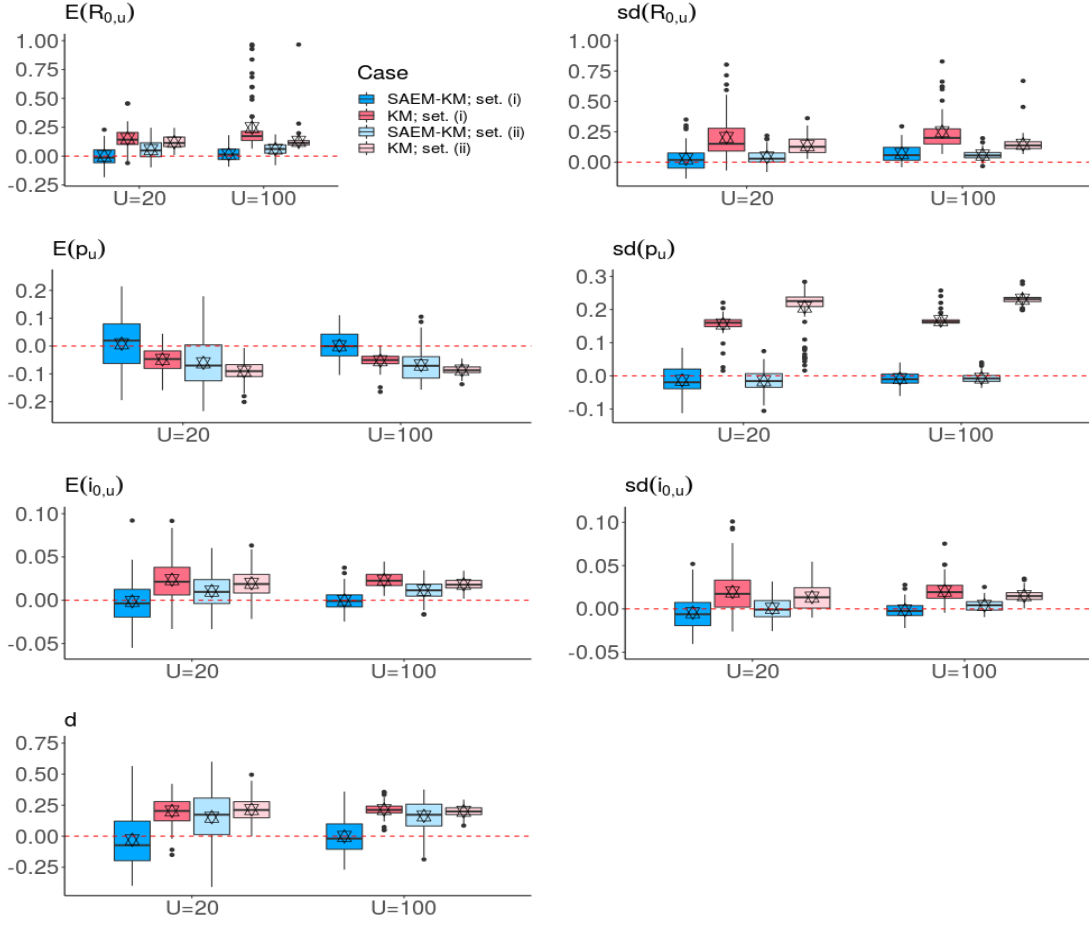 E(R0,u)
1.00
0.75
0.50
0.25
0.00
-0.25
U=20
U=100
Case
SAEM-KM; set. (i)
KM; set. (i)
SAEM-KM; set. (ii)
KM; set. (ii)
sd(R0,u)
1.00
0.75
0.50
0.25
0.00
U=20
U=100
E(pu)
0.2
0.1
0.0
-0.1
-0.2
U=20
U=100
sd(pu)
0.3
0.2
0.1
0.0
-0.1
U=20
U=100
E(i0,u)
0.10
0.05
0.00
-0.05
U=20
U=100
sd(i0,u)
0.10
0.05
0.00
-0.05
U=20
U=100
d
0.75
0.50
0.25
0.00
-0.25
U=20
U=100